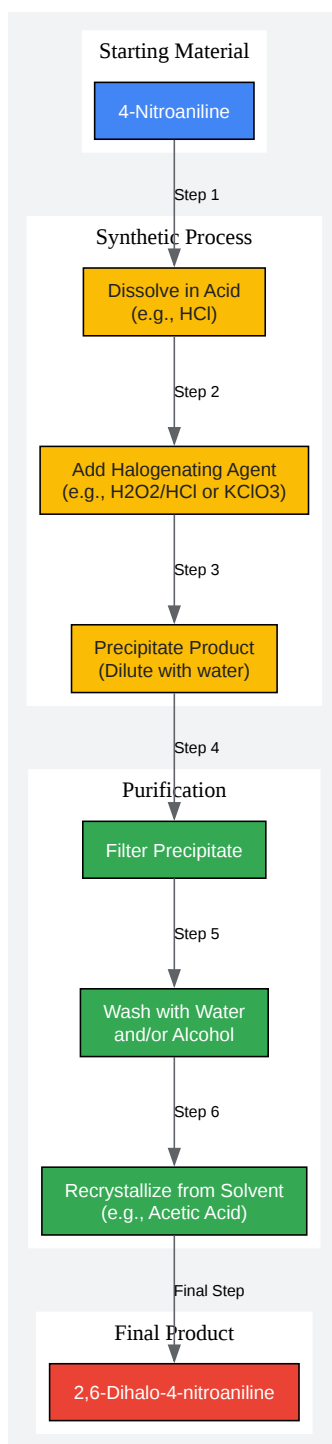 Starting Material
4-Nitroaniline
Step 1
Synthetic Process
Dissolve in Acid
(e.g., HCl)
Step 2
Add Halogenating Agent
(e.g., H2O2/HCl or KClO3)
Step 3
Precipitate Product
(Dilute with water)
Step 4
Purification
Filter Precipitate
Step 5
Wash with Water
and/or Alcohol
Step 6
Recrystallize from Solvent
(e.g., Acetic Acid)
Final Step
Final Product
2,6-Dihalo-4-nitroaniline